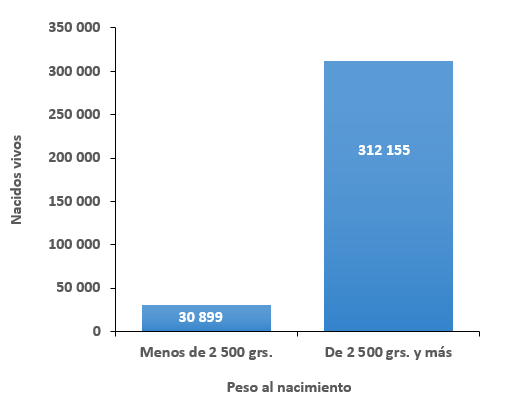 350 000
300 000
250 000
200 000
150 000
100 000
50 000
0
Nacidos vivos
312 155
30 899
Menos de 2 500 grs.
De 2 500 grs. y más
Peso al nacimiento